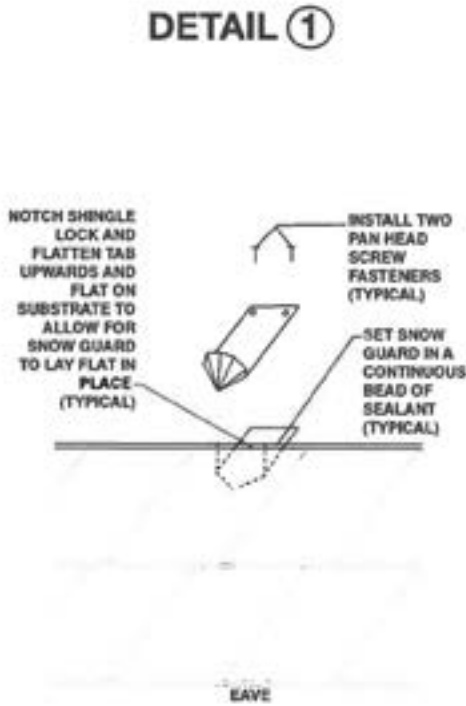 DETAIL 1
NOTCH SHINGLE
LOCK AND
FLATTEN TAB
UPWARDS AND
FLAT ON
SUBSTRATE TO
ALLOW FOR
SNOW GUARD
TO LAY FLAT IN
PLACE
(TYPICAL)
INSTALL TWO
PAN HEAD
SCREW
FASTENERS
(TYPICAL)
SET SNOW
GUARD IN A
CONTINUOUS
BEAD OF
SEALANT
(TYPICAL)
EAVE